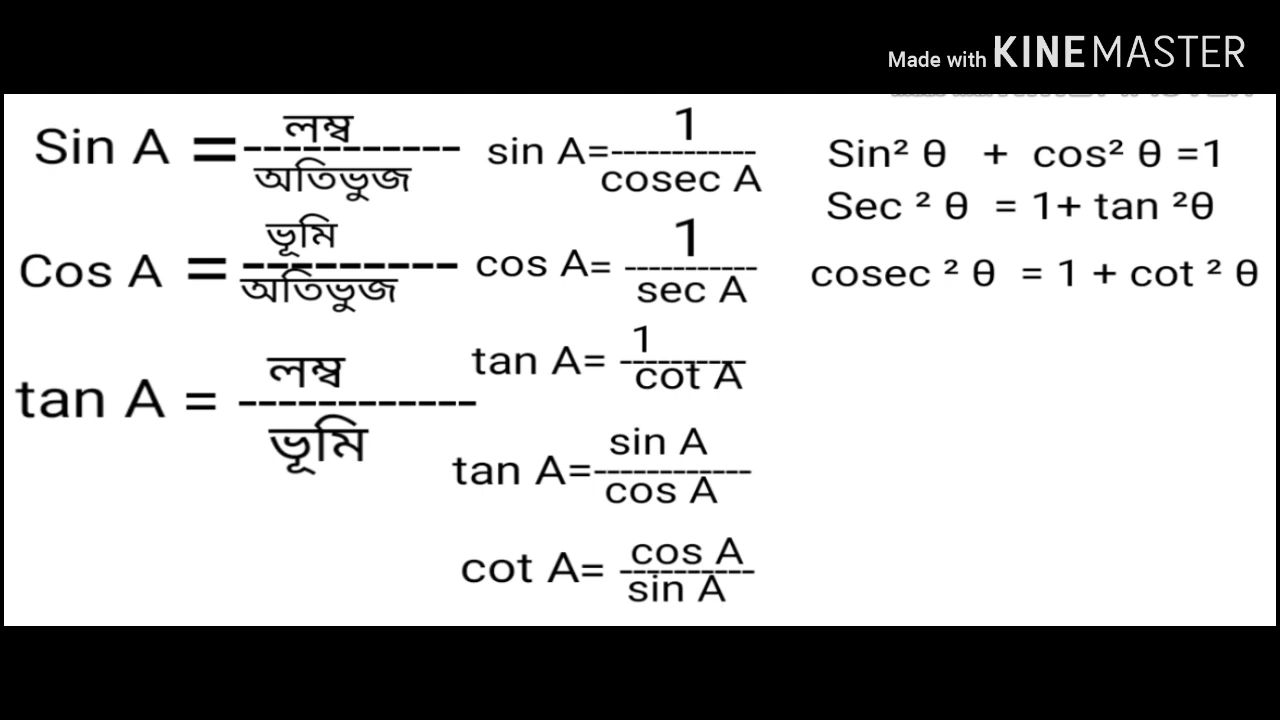 Made with KINEMASTER
Sin A = লম্ব / অতিভুজ
Cos A = ভূমি / অতিভুজ
tan A = লম্ব / ভূমি
sin A= 1 / cosec A
cos A= 1 / sec A
tan A= 1 / cot A
tan A= sin A / cos A
cot A= cos A / sin A
Sin² θ + cos² θ =1
Sec ² θ = 1+ tan ²θ
cosec ² θ = 1 + cot ² θ